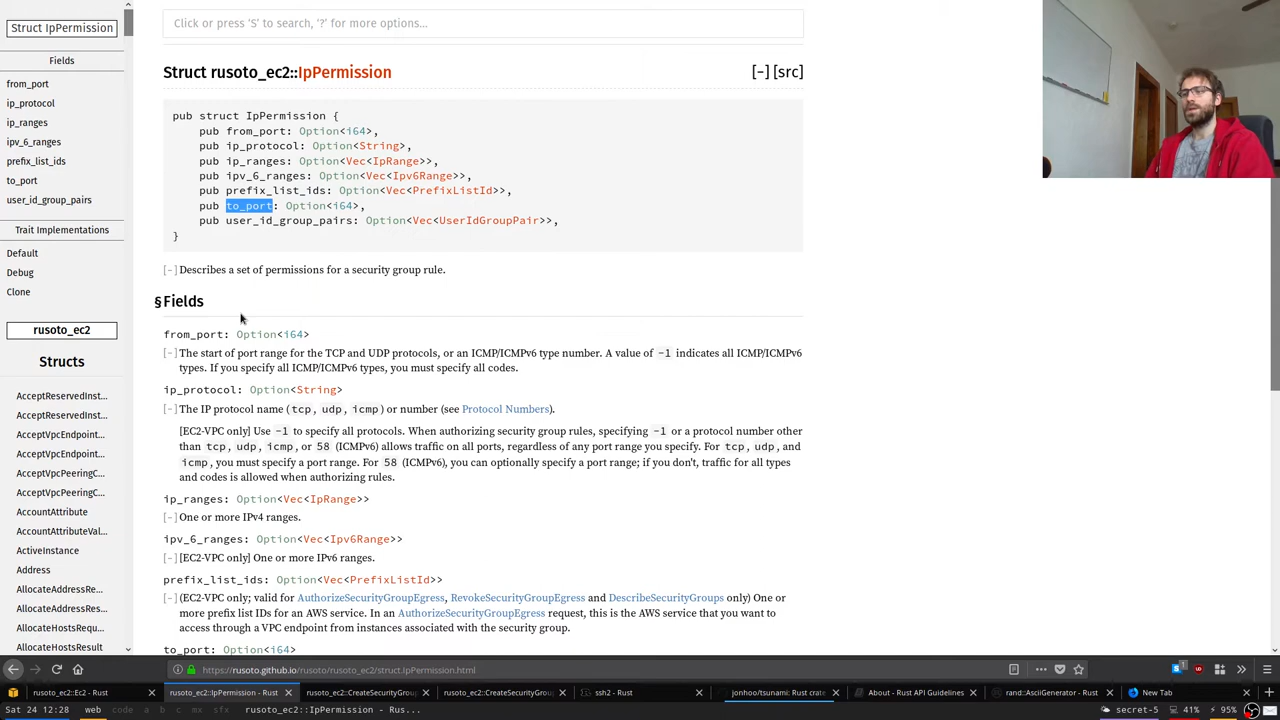 Struct IpPermission
Fields
from_port
ip_protocol
ip_ranges
ipv_6_ranges
prefix_list_ids
to_port
user_id_group_pairs
Trait Implementations
Default
Debug
Clone
rusoto_ec2
Structs
AcceptReservedInst...
AcceptReservedInst...
AcceptVpcEndpoint...
AcceptVpcEndpoint...
AcceptVpcPeeringC...
AcceptVpcPeeringC...
AccountAttribute
AccountAttributeVal...
ActiveInstance
Address
AllocateAddressRe...
AllocateAddressRes...
AllocateHostsRequ...
AllocateHostsResult
Click or press 'S' to search, '?' for more options...
Struct rusoto_ec2::IpPermission [-] [src]
pub struct IpPermission {
pub from_port: Option<i64>,
pub ip_protocol: Option<String>,
pub ip_ranges: Option<Vec<IpRange>>,
pub ipv_6_ranges: Option<Vec<Ipv6Range>>,
pub prefix_list_ids: Option<Vec<PrefixListId>>,
pub to_port: Option<i64>,
pub user_id_group_pairs: Option<Vec<UserIdGroupPair>>,
}
[-] Describes a set of permissions for a security group rule.
§ Fields
from_port: Option<i64>
[-] The start of port range for the TCP and UDP protocols, or an ICMP/ICMPv6 type number. A value of -1 indicates all ICMP/ICMPv6
types. If you specify all ICMP/ICMPv6 types, you must specify all codes.
ip_protocol: Option<String>
[-] The IP protocol name (tcp, udp, icmp) or number (see Protocol Numbers).
[EC2-VPC only] Use -1 to specify all protocols. When authorizing security group rules, specifying -1 or a protocol number other
than tcp, udp, icmp, or 58 (ICMPv6) allows traffic on all ports, regardless of any port range you specify. For tcp, udp, and
icmp, you must specify a port range. For 58 (ICMPv6), you can optionally specify a port range; if you don't, traffic for all types
and codes is allowed when authorizing rules.
ip_ranges: Option<Vec<IpRange>>
[-] One or more IPv4 ranges.
ipv_6_ranges: Option<Vec<Ipv6Range>>
[-] [EC2-VPC only] One or more IPv6 ranges.
prefix_list_ids: Option<Vec<PrefixListId>>
[-] (EC2-VPC only; valid for AuthorizeSecurityGroupEgress, RevokeSecurityGroupEgress and DescribeSecurityGroups only) One or
more prefix list IDs for an AWS service. In an AuthorizeSecurityGroupEgress request, this is the AWS service that you want to
access through a VPC endpoint from instances associated with the security group.
to_port: Option<i64>
https://rusoto.github.io/rusoto/rusoto_ec2/struct.IpPermission.html
rusoto_ec2::Ec2 - Rust
rusoto_ec2::IpPermission - Rust
rusoto_ec2::CreateSecurityGroup
rusoto_ec2::CreateSecurityGroup
ssh2 - Rust
jonhoo/tsunami: Rust crate
About - Rust API Guidelines
rand::AsciiGenerator - Rust
New Tab
Sat 24 12:28 web code a b c mx sfx rusoto_ec2::IpPermission - Rus... secret-5 41% 95%